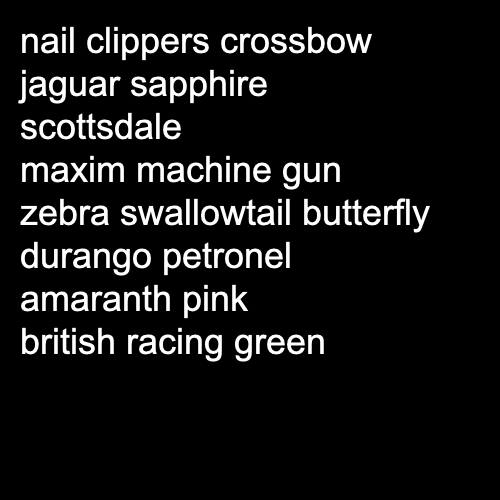 nail clippers crossbow
jaguar sapphire
scottsdale
maxim machine gun
zebra swallowtail butterfly
durango petronel
amaranth pink
british racing green